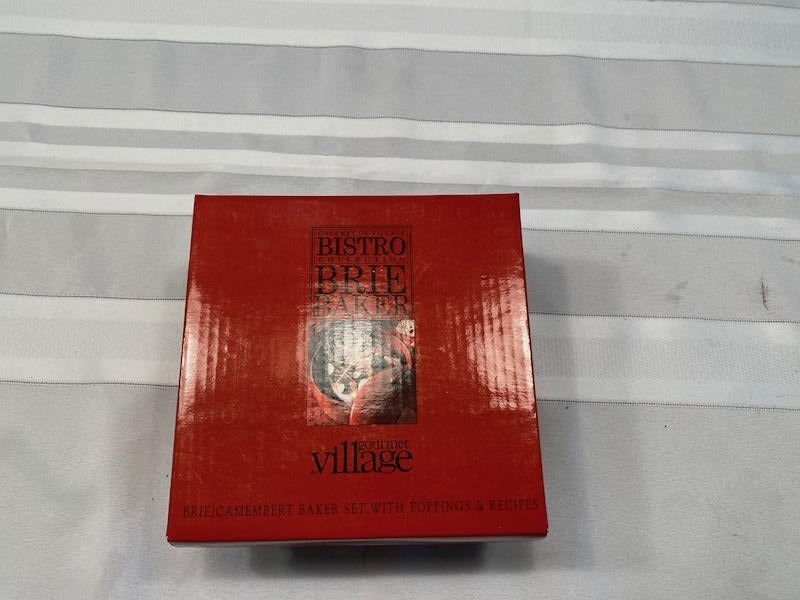 GOURMET DU VILLAGE
BISTRO
COLLECTION
BRIE
BAKER
gourmet
village
BRIE/CAMEMBERT BAKER SET WITH TOPPINGS & RECIPES